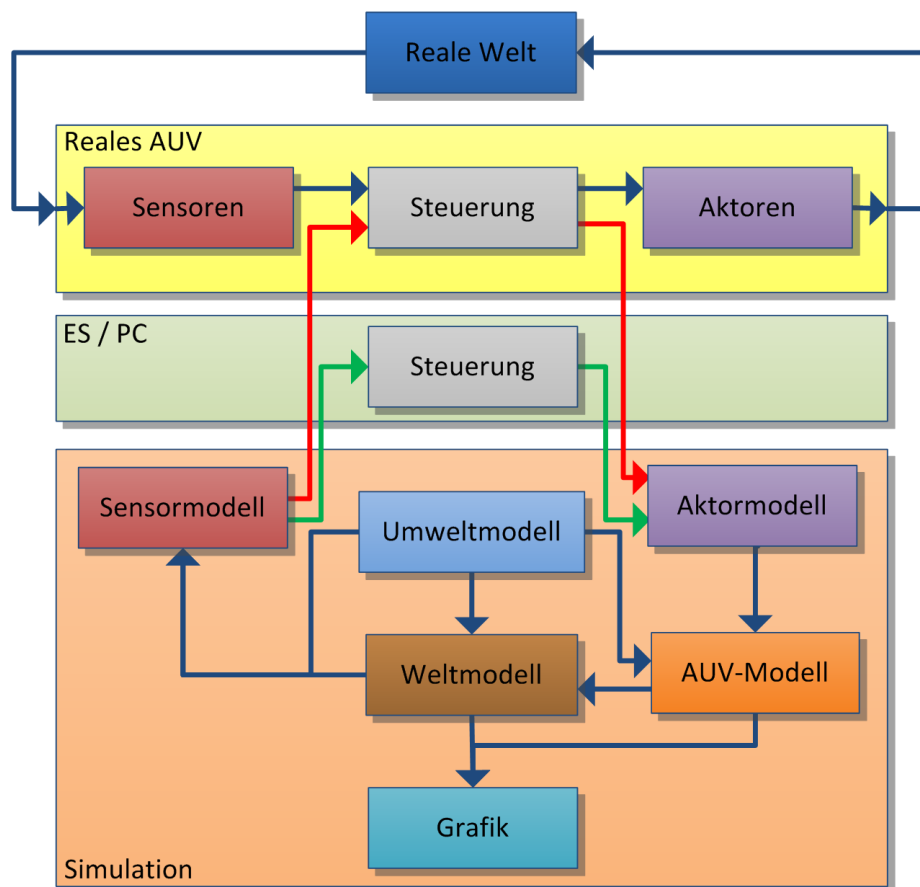 Reale Welt
Reales AUV
Sensoren
Steuerung
Aktoren
ES / PC
Steuerung
Sensormodell
Umweltmodell
Aktormodell
Weltmodell
AUV-Modell
Grafik
Simulation